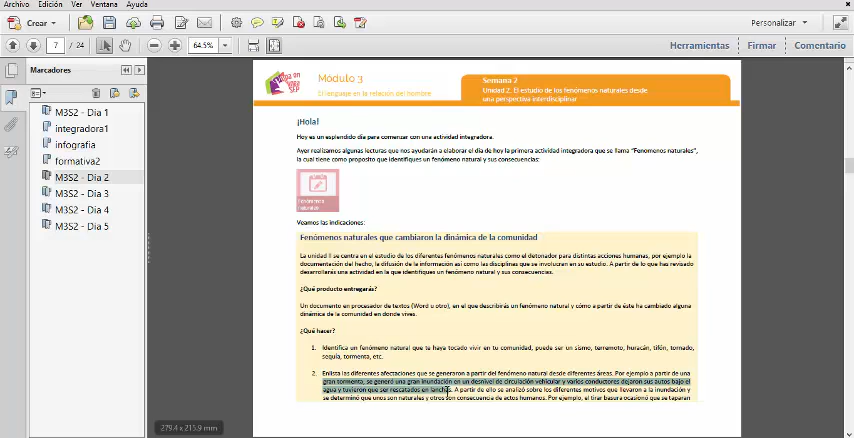 Archivo Edición Ver Ventana Ayuda
Crear
Personalizar
7 / 24
64.5%
Herramientas Firmar Comentario
Marcadores
M3S2 - Día 1
integradora1
infografia
formativa2
M3S2 - Día 2
M3S2 - Día 3
M3S2 - Día 4
M3S2 - Día 5
Módulo 3
El lenguaje en la relación del hombre
Semana 2
Unidad 2. El estudio de los fenómenos naturales desde
una perspectiva interdisciplinar
¡Hola!
Hoy es un esplendido día para comenzar con una actividad integradora.
Ayer realizamos algunas lecturas que nos ayudarán a elaborar el día de hoy la primera actividad integradora que se llama "Fenomenos naturales",
la cual tiene como proposito que identifiques un fenómeno natural y sus consecuencias:
Fenómenos
naturales
Veamos las indicaciones:
Fenómenos naturales que cambiaron la dinámica de la comunidad
La unidad II se centra en el estudio de los diferentes fenómenos naturales como el detonador para distintas acciones humanas, por ejemplo la
documentación del hecho, la difusión de la información así como las disciplinas que se involucran en su estudio. A partir de lo que has revisado
desarrollarás una actividad en la que identifiques un fenómeno natural y sus consecuencias.
¿Qué producto entregarás?
Un documento en procesador de textos (Word u otro), en el que describirás un fenómeno natural y cómo a partir de éste ha cambiado alguna
dinámica de la comunidad en donde vives.
¿Qué hacer?
1. Identifica un fenómeno natural que te haya tocado vivir en tu comunidad, puede ser un sismo, terremoto, huracán, tifón, tornado,
sequía, tormenta, etc.
2. Enlista las diferentes afectaciones que se generaron a partir del fenómeno natural desde diferentes áreas. Por ejemplo a partir de una
gran tormenta, se generó una gran inundación en un desnivel de circulación vehicular y varios conductores dejaron sus autos bajo el
agua y tuvieron que ser rescatados en lanchas. A partir de ello se analizó sobre los diferentes motivos que llevaron a la inundación y
se determinó que unos son naturales y otros son consecuencia de actos humanos. Por ejemplo, el tirar basura ocasionó que se taparan
279.4 x 215.9 mm